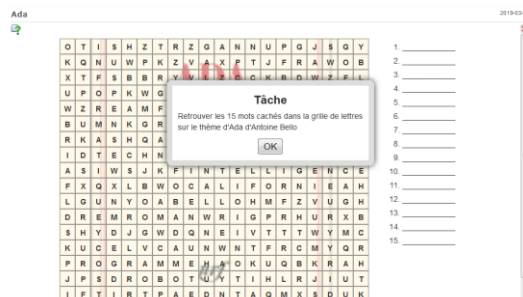 Ada
2019-03-
O T I S H Z T R Z G A N N U P G J S Q Y
K Q N U W P K Z V A X P T J F R A W O B
X T F S B B R Y V L Z C C K B D W Z E L
U P O P K W G
W Z R E A M F
B U M N K G R
R K A S H Q A
I D T E C H N
A S I W S J K F I N T E L L I G E N C E
F X Q X L B W O C A L I F O R N I E A H
L G U N Y O A B E L L O H M F Z V U G H
D R E M R O M A N W R I G P R H U R X B
S H Y D J G W D Q N E I V T T T W Y M C
K U C E L V C A U N W N T F R C M Y Q R
P R O G R A M M E H A O K U Q B K R A H
J P S D R O B O T U Y T I H L R J I U T
I F T I R T P A E D N T A Q M X S D U K
Tâche
Retrouver les 15 mots cachés dans la grille de lettres
sur le thème d'Ada d'Antoine Bello
OK
1.
2.
3.
4.
5.
6.
7.
8.
9.
10.
11.
12.
13.
14.
15.